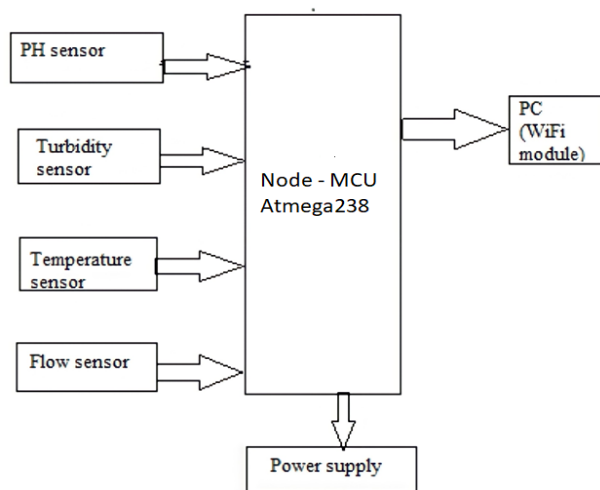 PH sensor
Turbidity
sensor
Temperature
sensor
Flow sensor
Node - MCU
Atmega238
PC
(WiFi
module)
Power supply